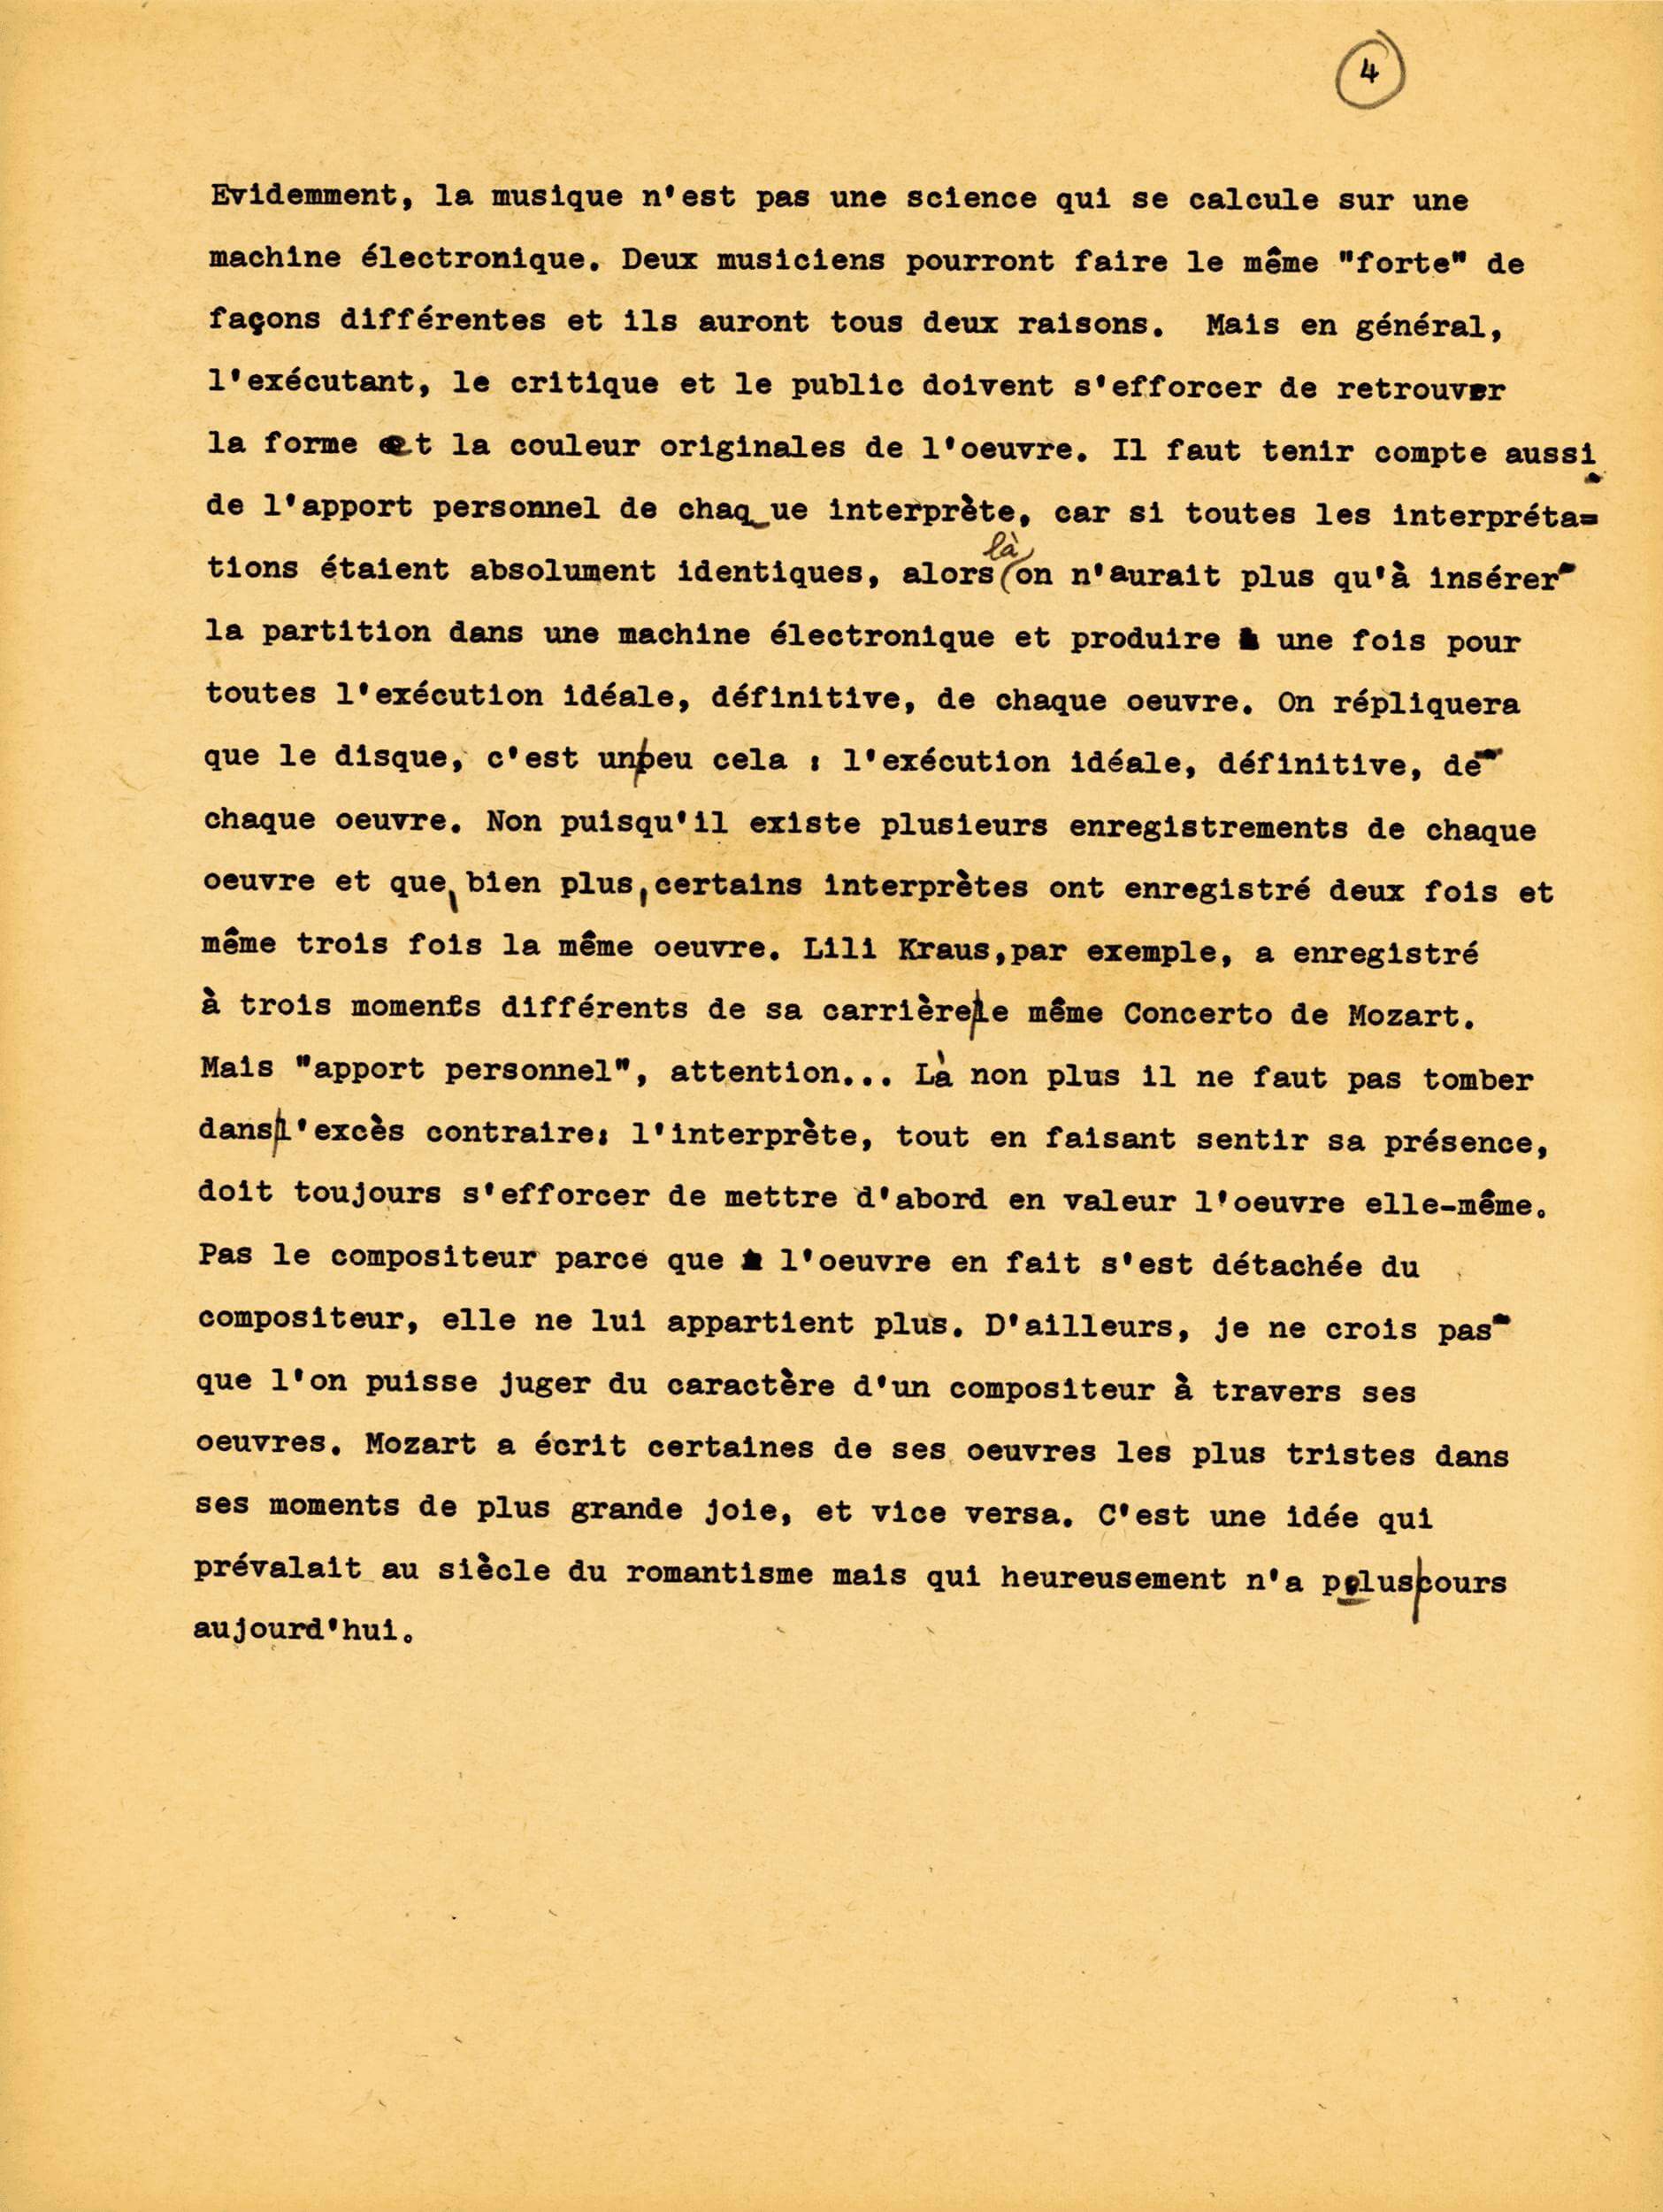 4
Evidemment, la musique n'est pas une science qui se calcule sur une
machine électronique. Deux musiciens pourront faire le même "forte" de
façons différentes et ils auront tous deux raisons. Mais en général,
l'exécutant, le critique et le public doivent s'efforcer de retrouver
la forme et la couleur originales de l'oeuvre. Il faut tenir compte aussi
de l'apport personnel de chaq_ue interprète, car si toutes les interpréta=
là
tions étaient absolument identiques, alors on n'aurait plus qu'à insérer
la partition dans une machine électronique et produire une fois pour
toutes l'exécution idéale, définitive, de chaque oeuvre. On répliquera
que le disque, c'est un|peu cela : l'exécution idéale, définitive, de
chaque oeuvre. Non puisqu'il existe plusieurs enregistrements de chaque
oeuvre et que, bien plus, certains interprètes ont enregistré deux fois et
même trois fois la même oeuvre. Lili Kraus,par exemple, a enregistré
à trois moments différents de sa carrière|le même Concerto de Mozart.
Mais "apport personnel", attention... Là non plus il ne faut pas tomber
dans|l'excès contraire: l'interprète, tout en faisant sentir sa présence,
doit toujours s'efforcer de mettre d'abord en valeur l'oeuvre elle-même.
Pas le compositeur parce que l'oeuvre en fait s'est détachée du
compositeur, elle ne lui appartient plus. D'ailleurs, je ne crois pas
que l'on puisse juger du caractère d'un compositeur à travers ses
oeuvres. Mozart a écrit certaines de ses oeuvres les plus tristes dans
ses moments de plus grande joie, et vice versa. C'est une idée qui
prévalait au siècle du romantisme mais qui heureusement n'a plus|cours
aujourd'hui.